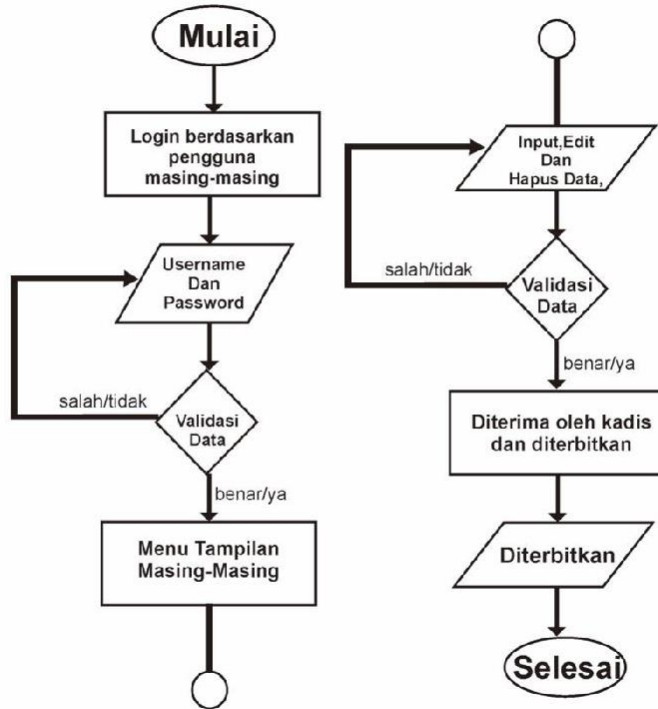 Mulai
Login berdasarkan
pengguna
masing-masing
Username
Dan
Password
salah/tidak
Validasi
Data
benar/ya
Menu Tampilan
Masing-Masing
Input,Edit
Dan
Hapus Data,
salah/tidak
Validasi
Data
benar/ya
Diterima oleh kadis
dan diterbitkan
Diterbitkan
Selesai